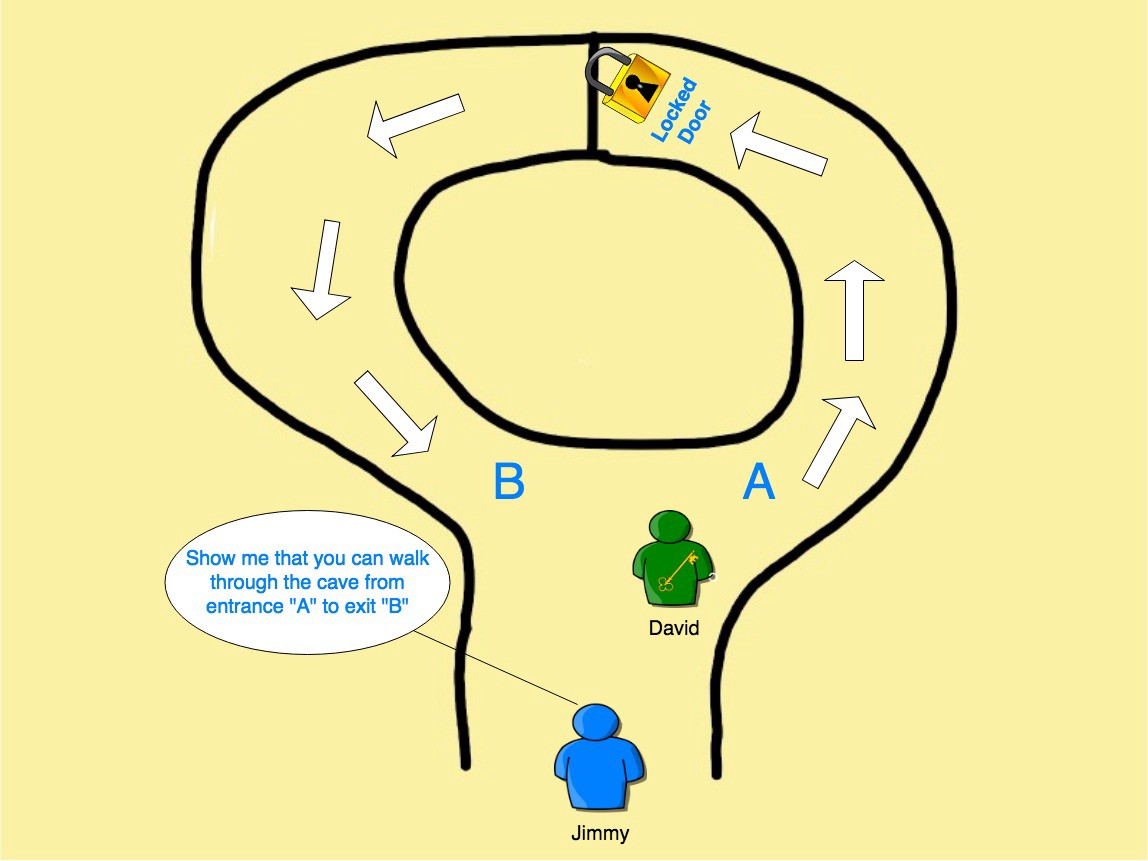 Locked
Door
B
A
Show me that you can walk
through the cave from
entrance "A" to exit "B"
David
Jimmy